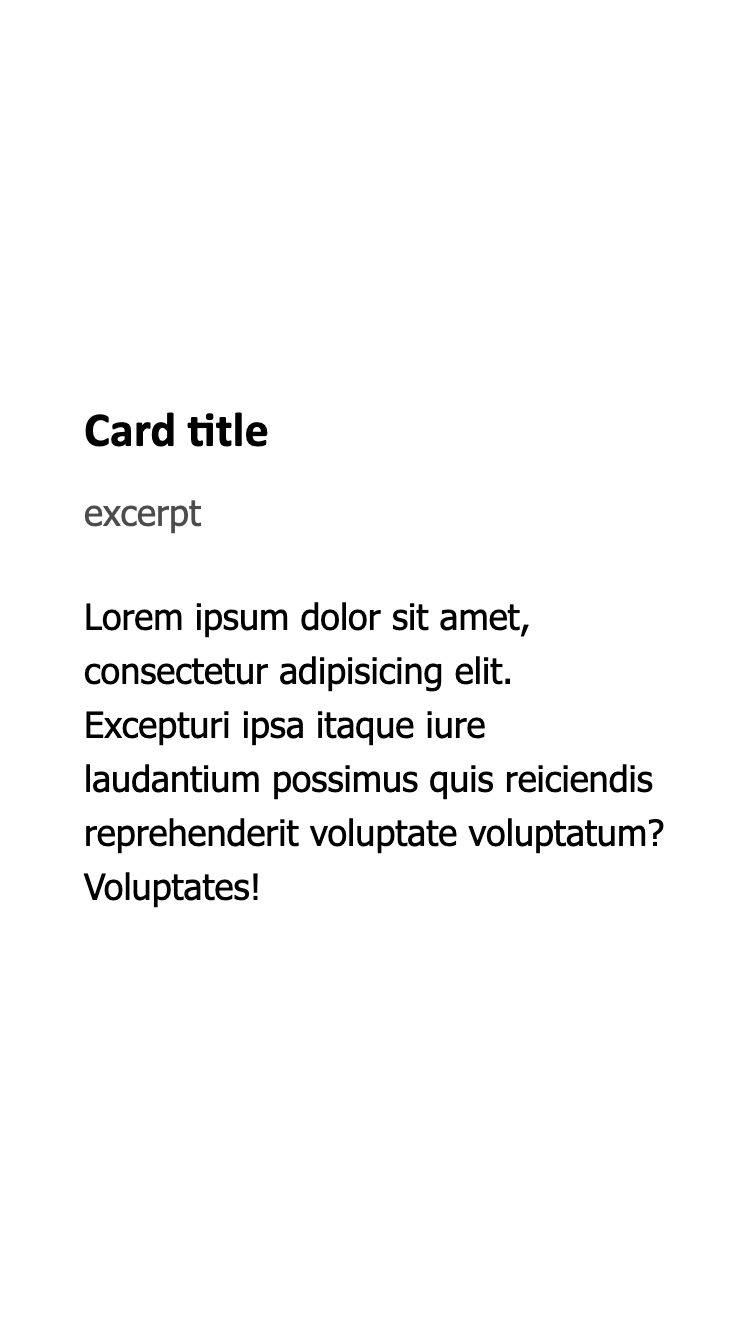 Card title
excerpt
Lorem ipsum dolor sit amet,
consectetur adipisicing elit.
Excepturi ipsa itaque iure
laudantium possimus quis reiciendis
reprehenderit voluptate voluptatum?
Voluptates!